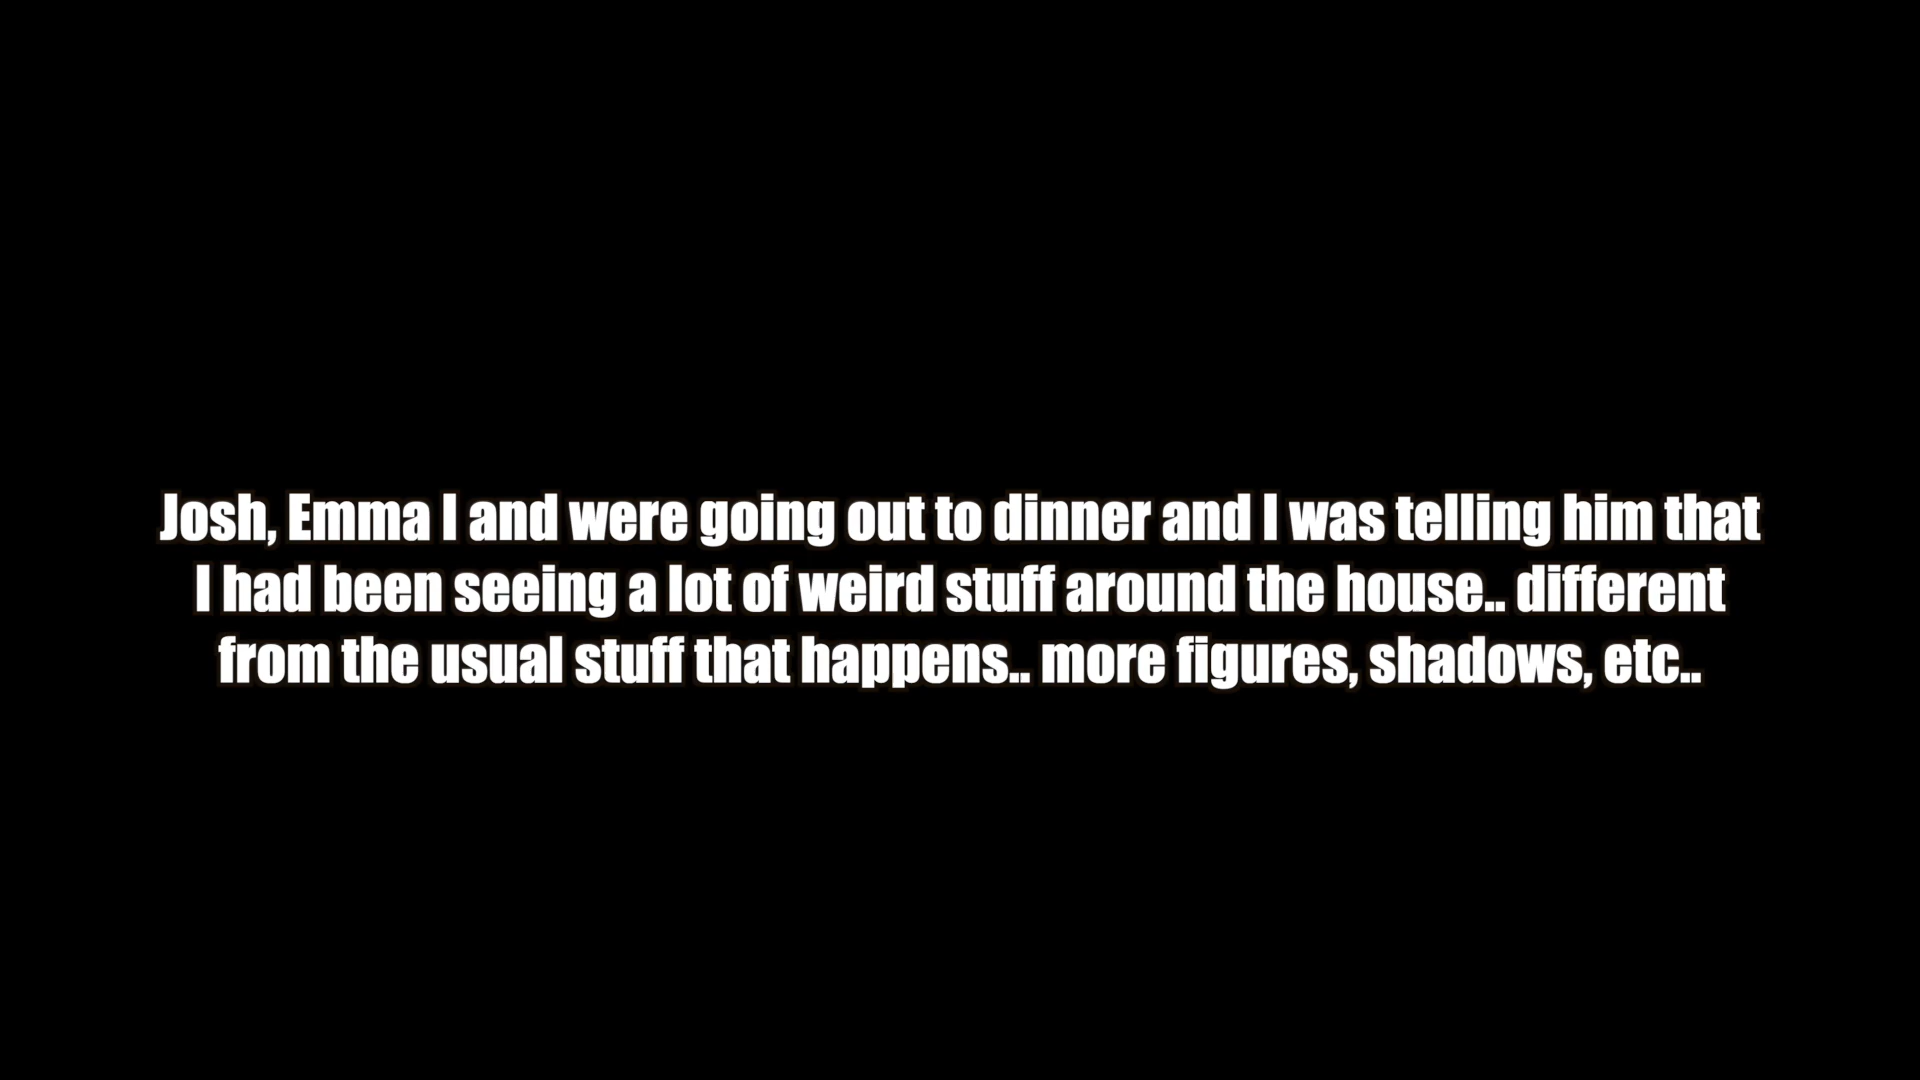 Josh, Emma I and were going out to dinner and I was telling him that
I had been seeing a lot of weird stuff around the house.. different
from the usual stuff that happens.. more figures, shadows, etc..